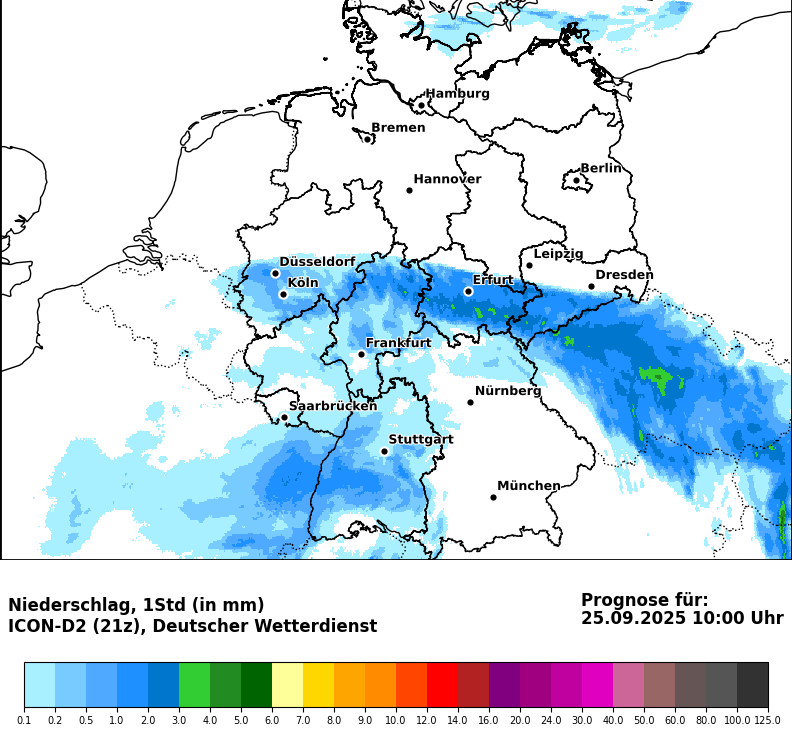 Hamburg
Bremen
Berlin
Hannover
Leipzig
Düsseldorf
Dresden
Köln
Erfurt
Frankfurt
Nürnberg
Saarbrücken
Stuttgart
München
Niederschlag, 1Std (in mm)
ICON-D2 (21z), Deutscher Wetterdienst
Prognose für:
25.09.2025 10:00 Uhr
0.1 0.2 0.5 1.0 2.0 3.0 4.0 5.0 6.0 7.0 8.0 9.0 10.0 12.0 14.0 16.0 20.0 24.0 30.0 40.0 50.0 60.0 80.0 100.0 125.0